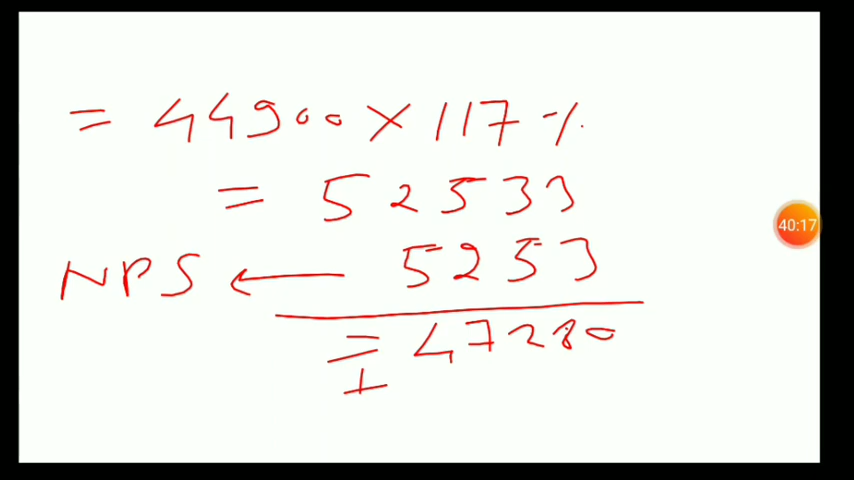 = 44900 × 117 %
= 52533
40:17
NPS ← 5253
= 47280
+